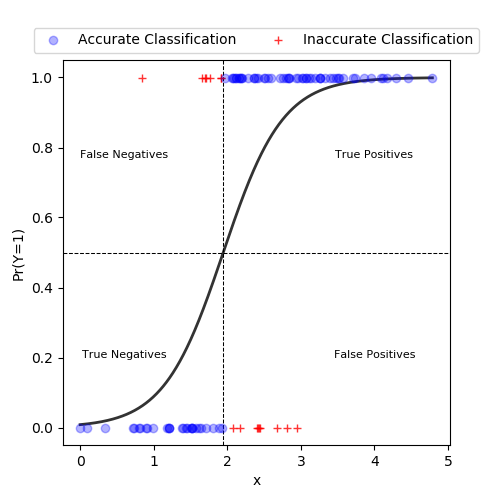 Accurate Classification Inaccurate Classification
1.0
False Negatives True Positives
0.8
0.6
Pr(Y=1)
0.4
True Negatives False Positives
0.2
0.0
0 1 2 3 4 5
x